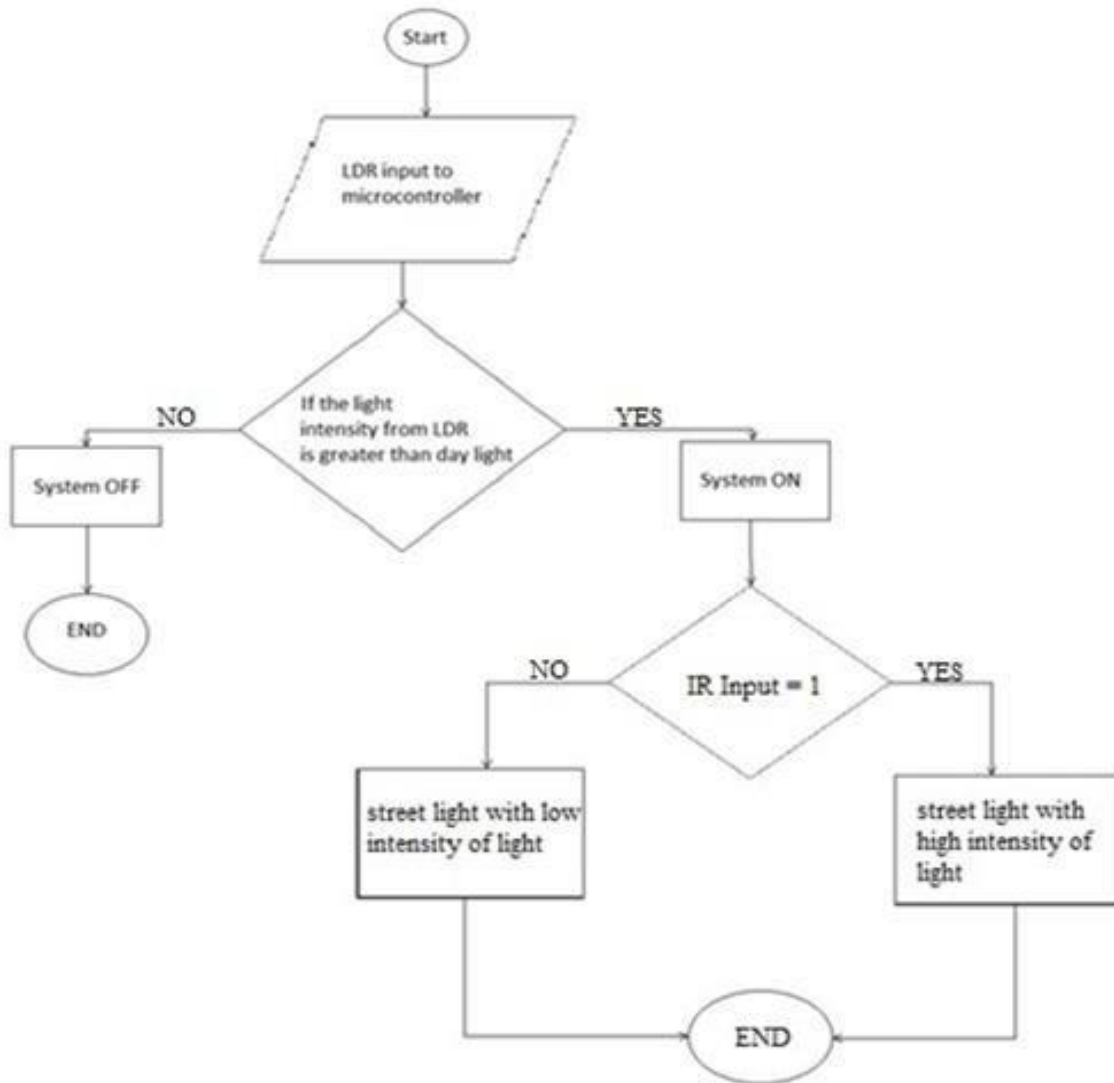 Start
LDR input to
microcontroller
If the light
intensity from LDR
is greater than day light
NO
YES
System OFF
System ON
END
IR Input = 1
NO
YES
street light with low
intensity of light
street light with
high intensity of
light
END